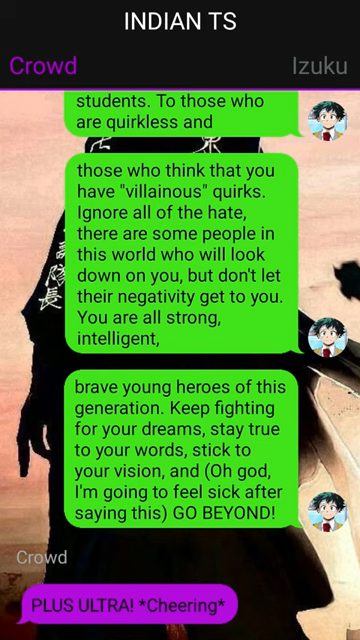 INDIAN TS
Crowd
Izuku
students. To those who
are quirkless and
those who think that you
have "villainous" quirks.
Ignore all of the hate,
there are some people in
this world who will look
down on you, but don't let
their negativity get to you.
You are all strong,
intelligent,
brave young heroes of this
generation. Keep fighting
for your dreams, stay true
to your words, stick to
your vision, and (Oh god,
I'm going to feel sick after
saying this) GO BEYOND!
Crowd
PLUS ULTRA! *Cheering*